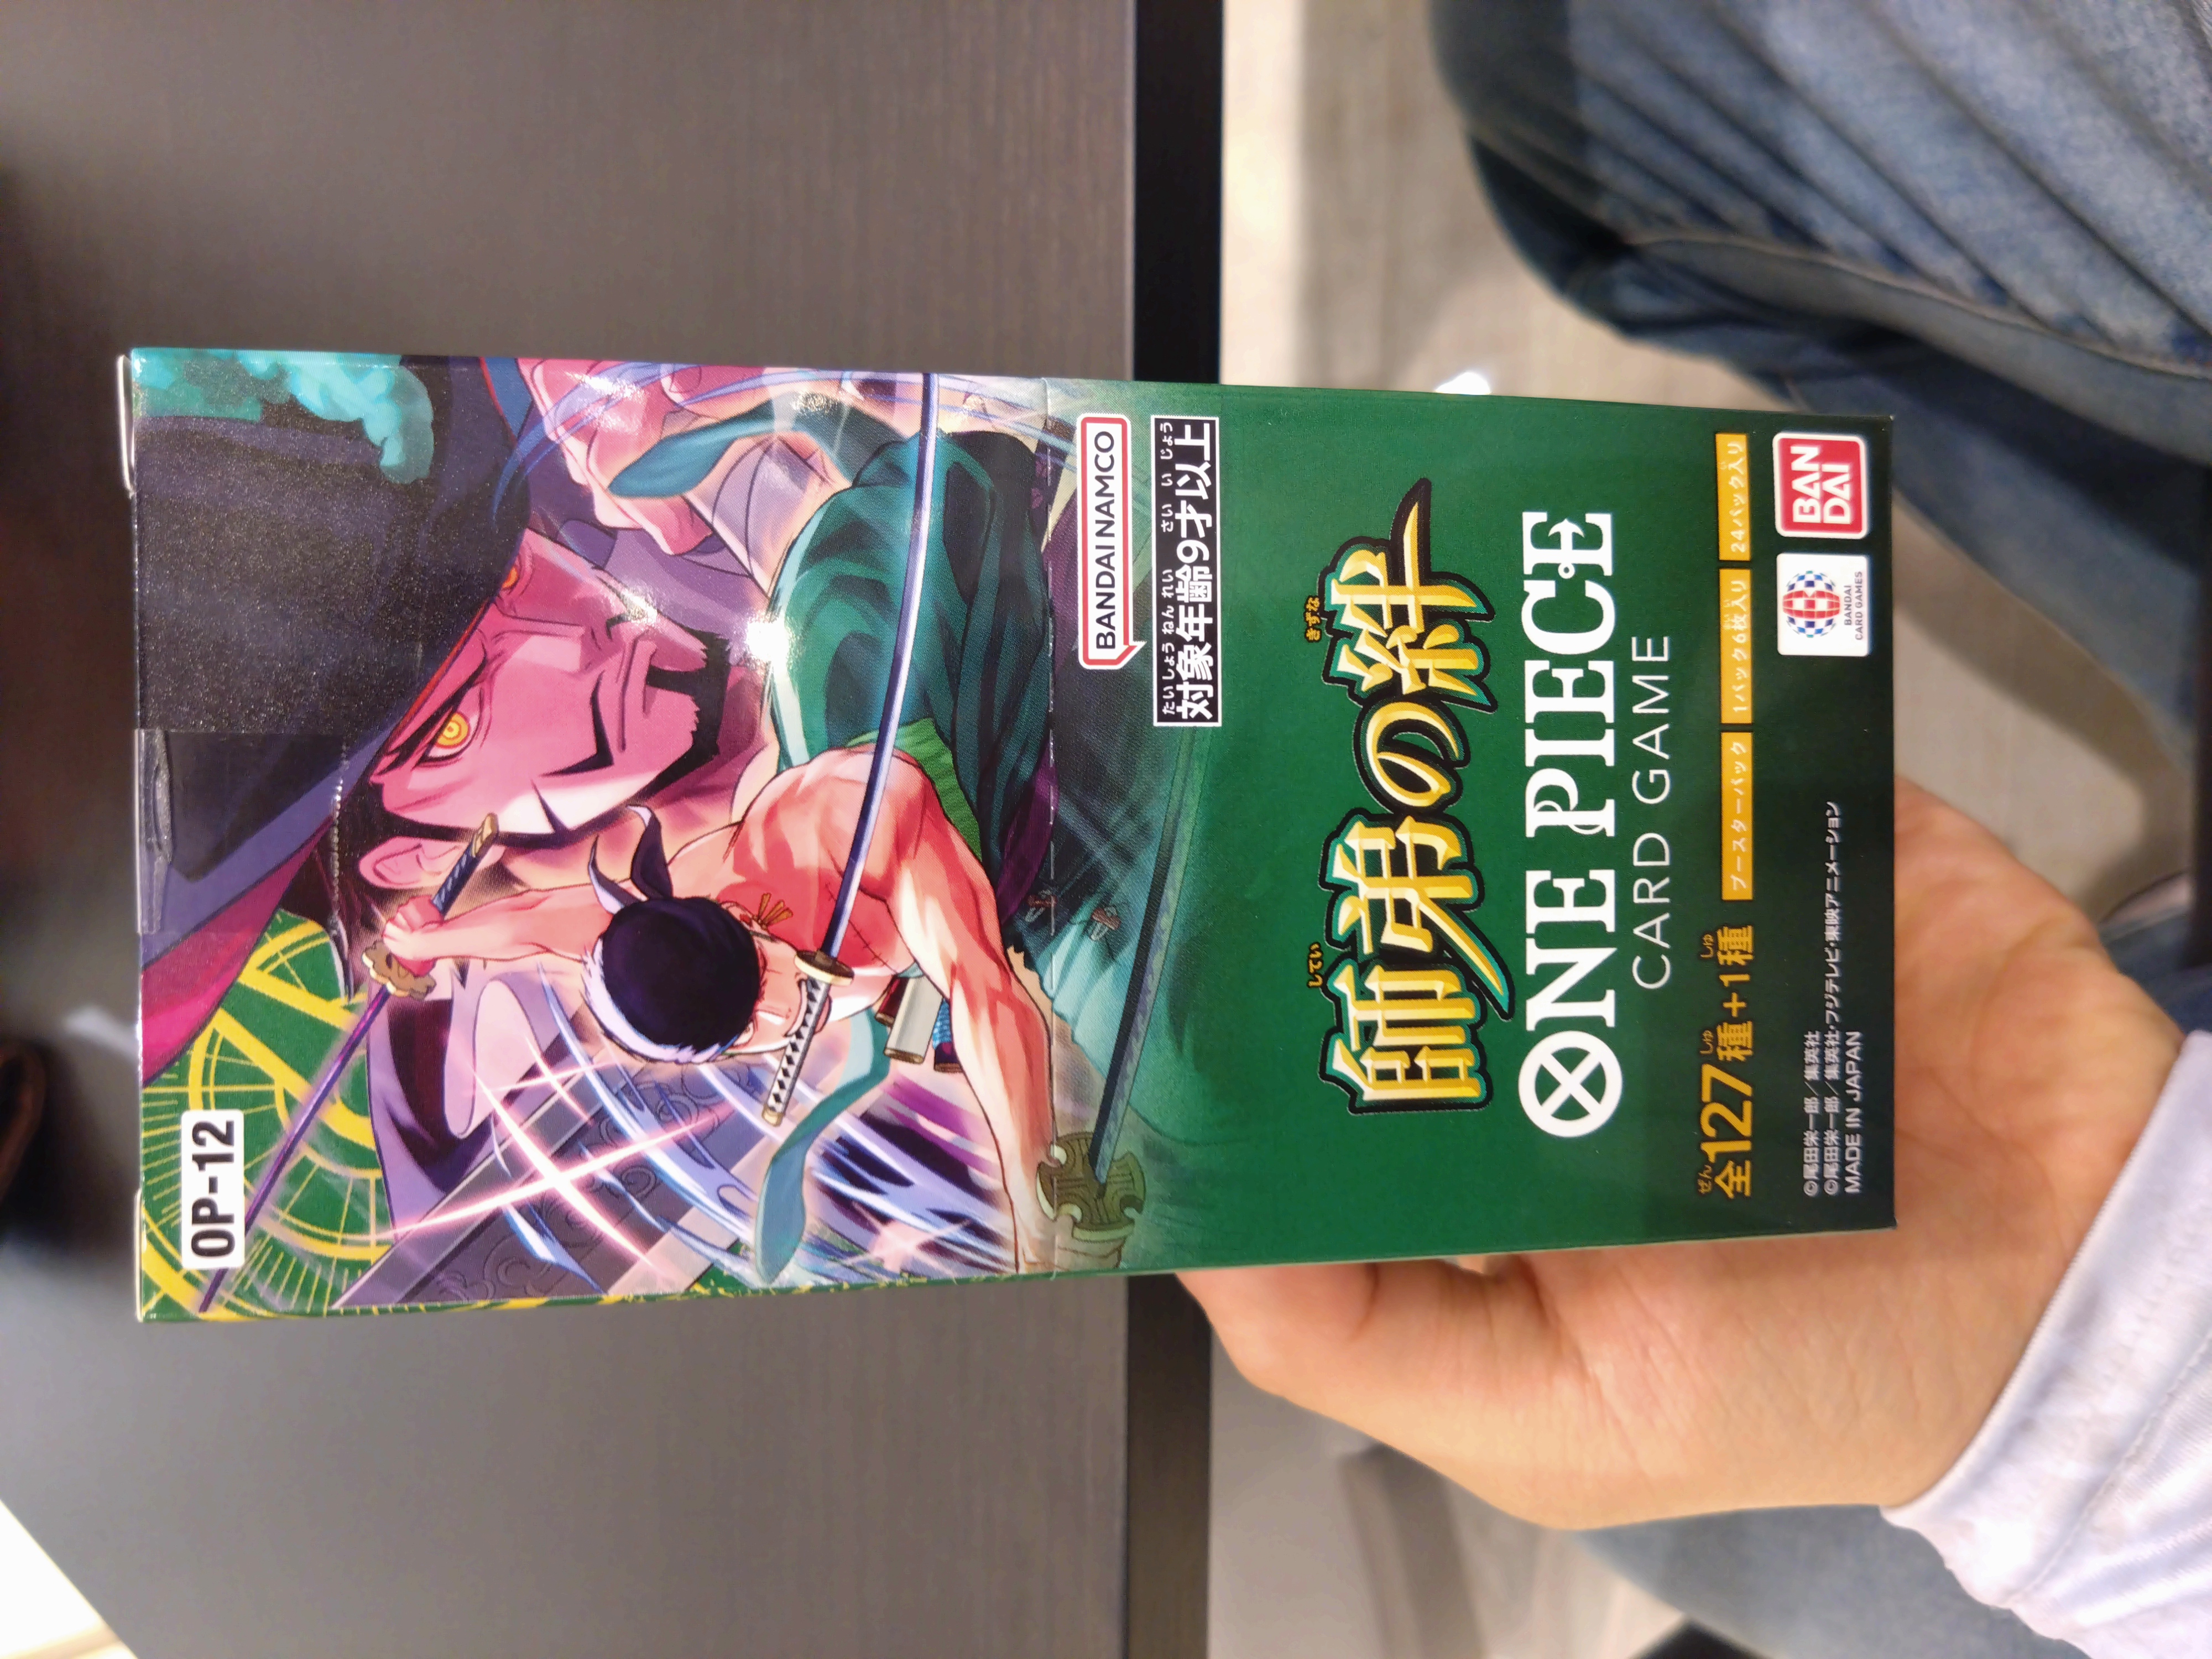 OP-12
BANDAI NAMCO
たいしょう ねん れい さい い じょう
対象年齢9才以上
してい きずな
師弟の絆
ONE PIECE
CARD GAME
ぜん しゅ しゅ
全127種+1種
ブースターパック 1パック6枚入り 24パック入り
©尾田栄一郎/集英社
©尾田栄一郎/集英社・フジテレビ・東映アニメーション
MADE IN JAPAN
BANDAI
CARD GAMES
BAN
DAI